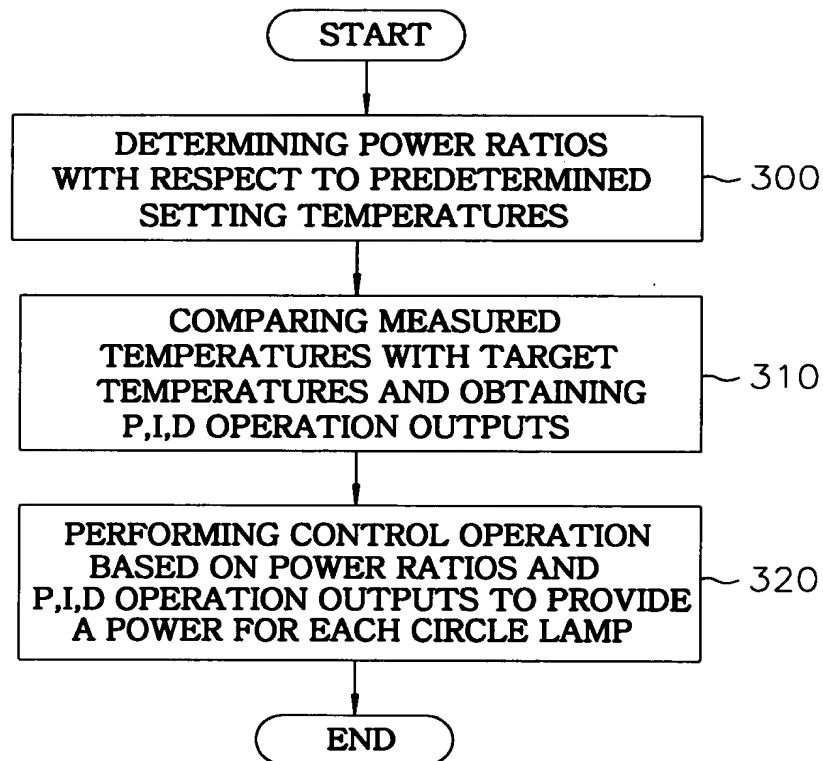 START
DETERMINING POWER RATIOS
WITH RESPECT TO PREDETERMINED
SETTING TEMPERATURES
300
COMPARING MEASURED
TEMPERATURES WITH TARGET
TEMPERATURES AND OBTAINING
P,I,D OPERATION OUTPUTS
310
PERFORMING CONTROL OPERATION
BASED ON POWER RATIOS AND
P,I,D OPERATION OUTPUTS TO PROVIDE
A POWER FOR EACH CIRCLE LAMP
320
END